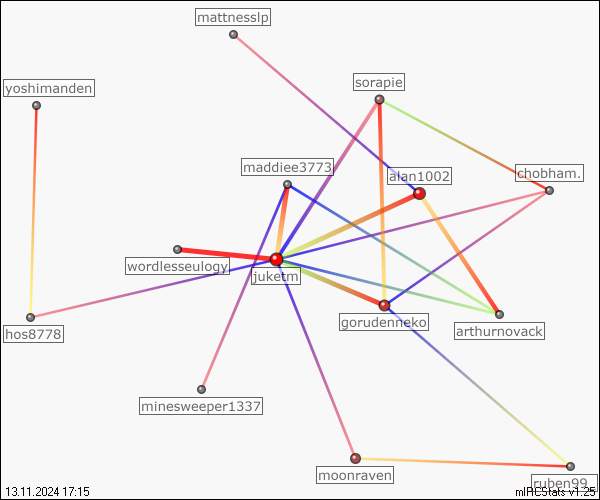 mattnesslp
yoshimanden
sorapie
maddiee3773
alan1002
chobham.
wordlesseulogy
juketm
hos8778
gorudenneko
arthurnovack
minesweeper1337
moonraven
ruben99
13.11.2024 17:15
mIRCStats v1.25